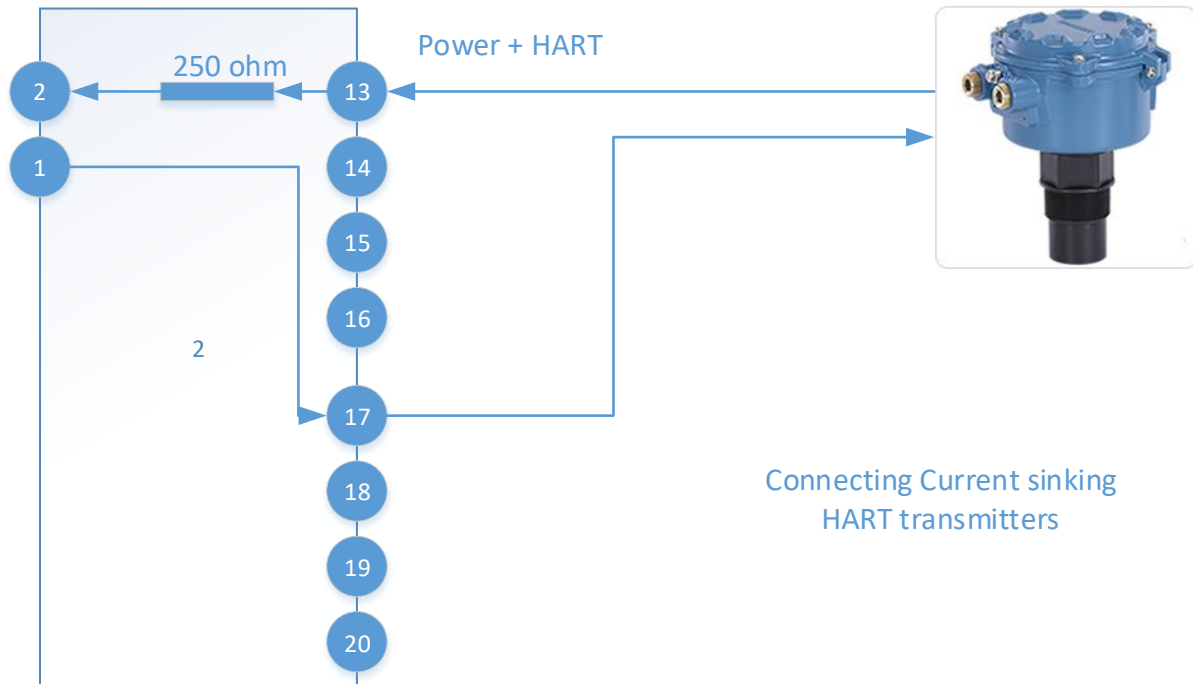 Power + HART
250 ohm
2
13
1
14
15
16
2
17
18
Connecting Current sinking
HART transmitters
19
20